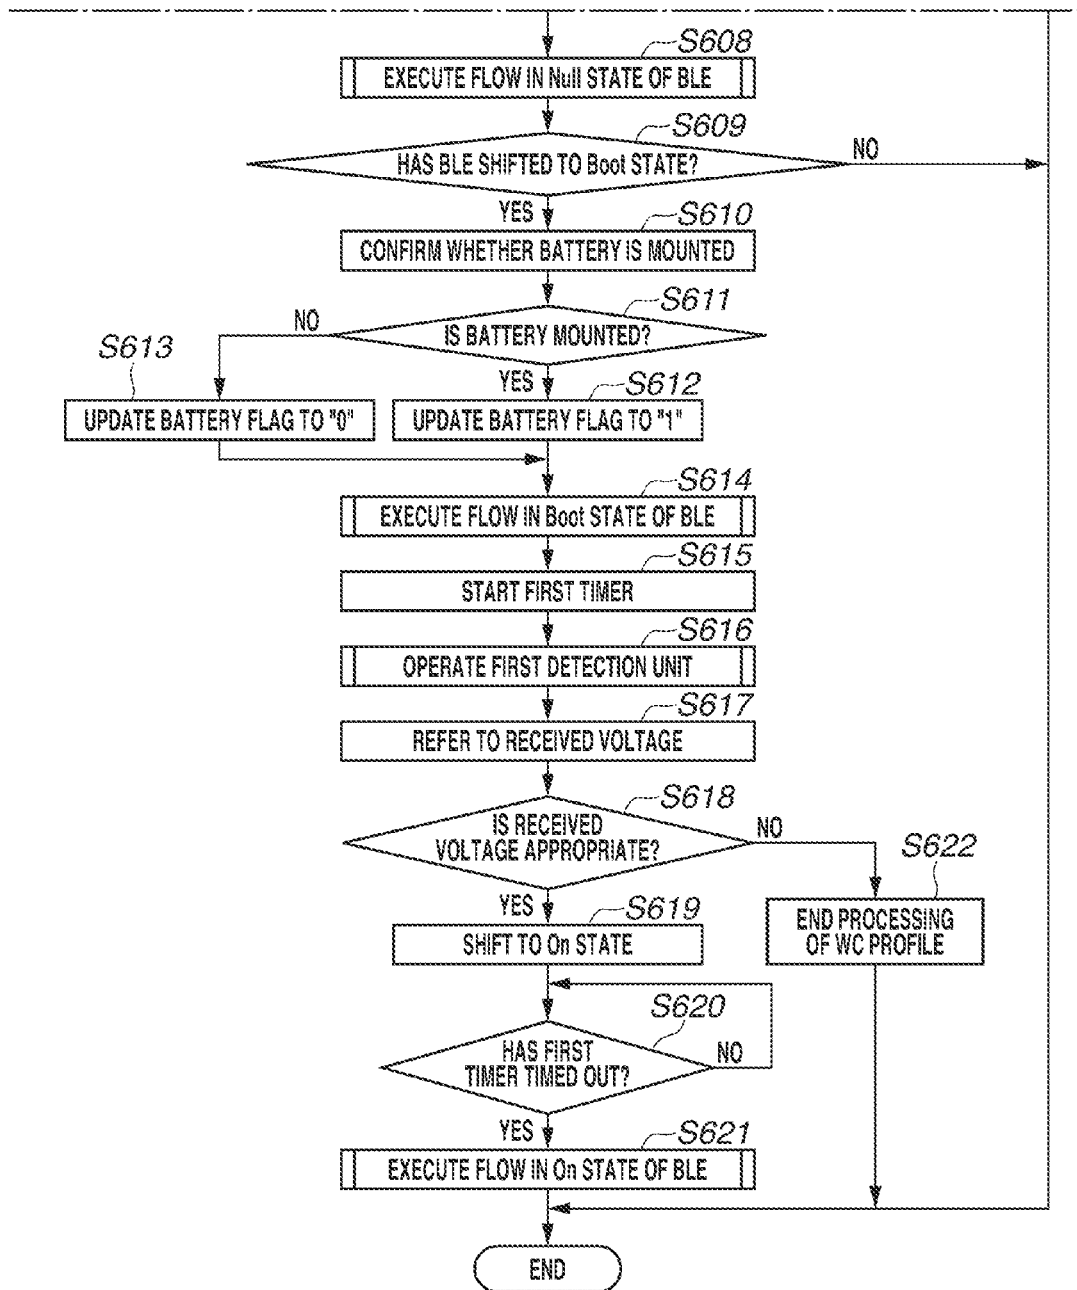 S608
EXECUTE FLOW IN Null STATE OF BLE
S609
HAS BLE SHIFTED TO Boot STATE?
NO
YES
S610
CONFIRM WHETHER BATTERY IS MOUNTED
S611
IS BATTERY MOUNTED?
NO
YES
S613
UPDATE BATTERY FLAG TO "0"
S612
UPDATE BATTERY FLAG TO "1"
S614
EXECUTE FLOW IN Boot STATE OF BLE
S615
START FIRST TIMER
S616
OPERATE FIRST DETECTION UNIT
S617
REFER TO RECEIVED VOLTAGE
S618
IS RECEIVED
VOLTAGE APPROPRIATE?
NO
YES
S622
END PROCESSING
OF WC PROFILE
S619
SHIFT TO On STATE
S620
HAS FIRST
TIMER TIMED OUT?
NO
YES
S621
EXECUTE FLOW IN On STATE OF BLE
END